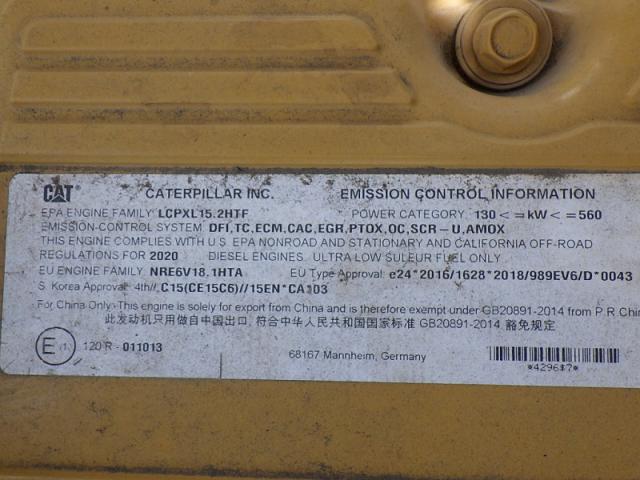 CAT CATERPILLAR INC. EMISSION CONTROL INFORMATION
EPA ENGINE FAMILY LCPXL15.2HTF POWER CATEGORY: 130 < =kW< =560
EMISSION-CONTROL SYSTEM: DFI,TC,ECM,CAC,EGR,PTOX,OC,SCR-U,AMOX
THIS ENGINE COMPLIES WITH U.S. EPA NONROAD AND STATIONARY AND CALIFORNIA OFF-ROAD
REGULATIONS FOR 2020 DIESEL ENGINES. ULTRA LOW SULFUR FUEL ONLY
EU ENGINE FAMILY NRE6V18.1HTA EU Type Approval: e24*2016/1628*2018/989EV6/D*0043
S. Korea Approval: 4th//C15(CE15C6)//15EN*CA103
For China Only: This engine is solely for export from China and is therefore exempt under GB20891-2014 from P.R Chin
此发动机只用做自中国出口, 符合中华人民共和国国家标准 GB20891-2014 豁免规定
E 120 R - 011013
68167 Mannheim, Germany